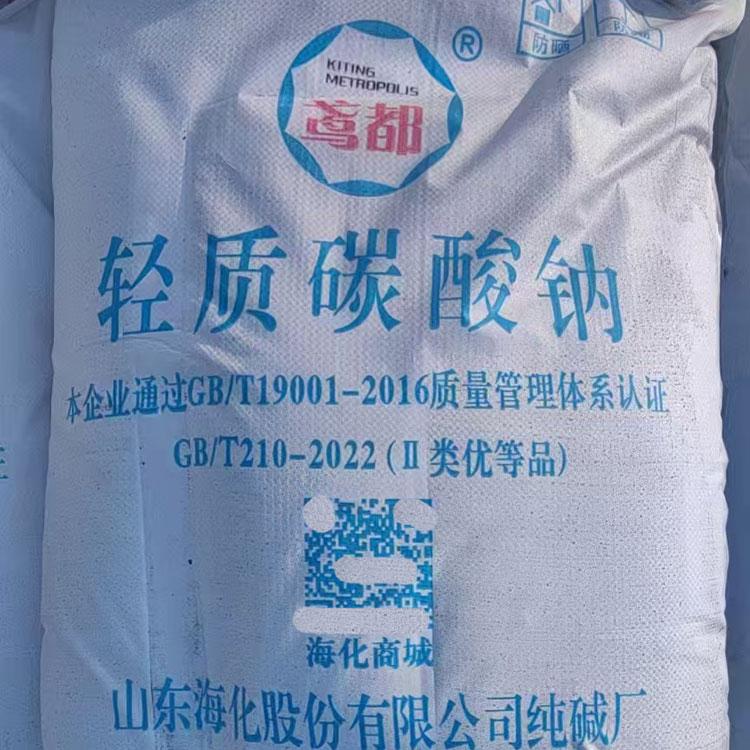 防晒
®
KITING
METROPOLIS
鸢都
轻质碳酸钠
本企业通过GB/T19001-2016质量管理体系认证
GB/T210-2022(Ⅱ类优等品)
海化商城
山东海化股份有限公司纯碱厂